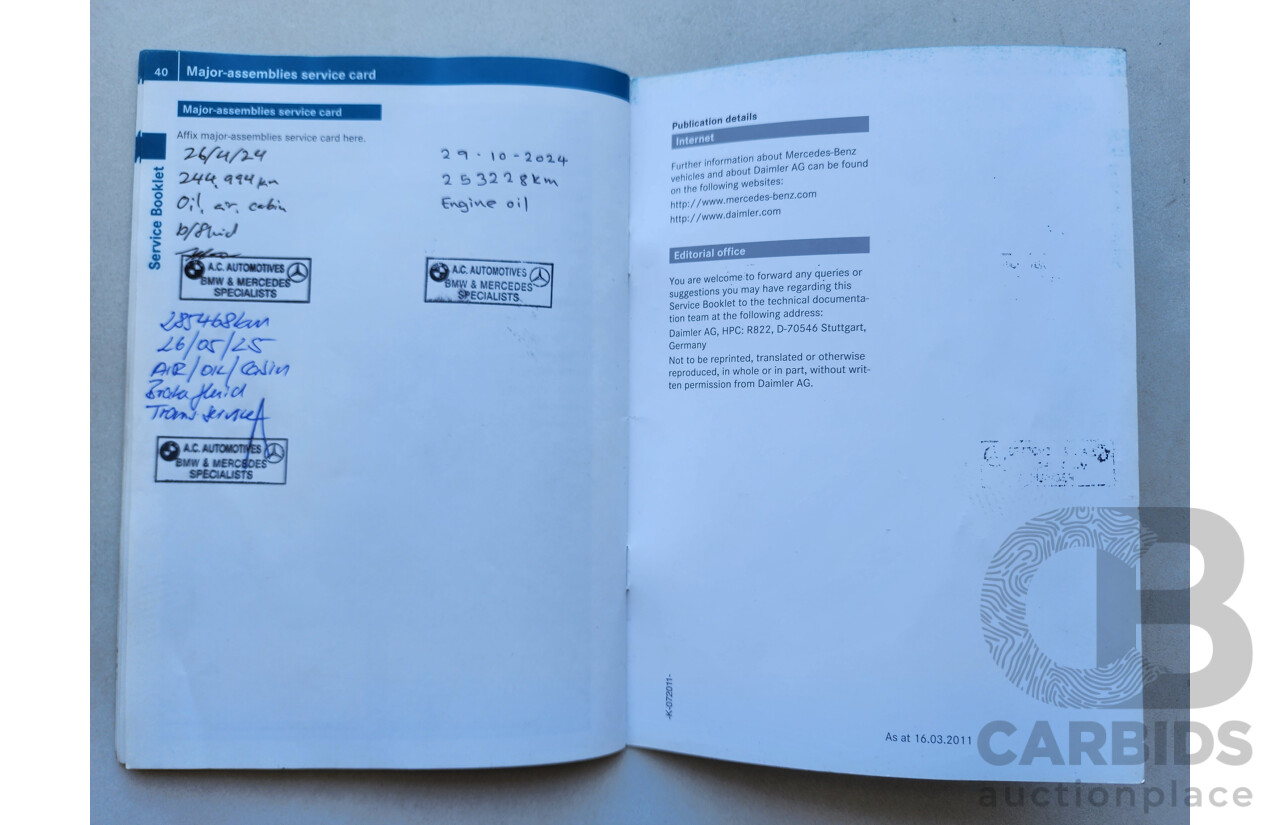 40 Major-assemblies service card
Major-assemblies service card
Affix major-assemblies service card here.
Service Booklet
26/4/24
244,994 km
Oil, air, cabin
b/fluid
A.C. AUTOMOTIVES
BMW & MERCEDES
SPECIALISTS
29-10-2024
253228km
Engine oil
A.C. AUTOMOTIVES
BMW & MERCEDES
SPECIALISTS
285468km
26/05/25
AIR/OIL/Cabin
Brake fluid
Trans service
A.C. AUTOMOTIVES
BMW & MERCEDES
SPECIALISTS
Publication details
Internet
Further information about Mercedes-Benz
vehicles and about Daimler AG can be found
on the following websites:
http://www.mercedes-benz.com
http://www.daimler.com
Editorial office
You are welcome to forward any queries or
suggestions you may have regarding this
Service Booklet to the technical documenta-
tion team at the following address:
Daimler AG, HPC: R822, D-70546 Stuttgart,
Germany
Not to be reprinted, translated or otherwise
reproduced, in whole or in part, without writ-
ten permission from Daimler AG.
-K-072011-
As at 16.03.2011
CB
CARBIDS
auctionplace